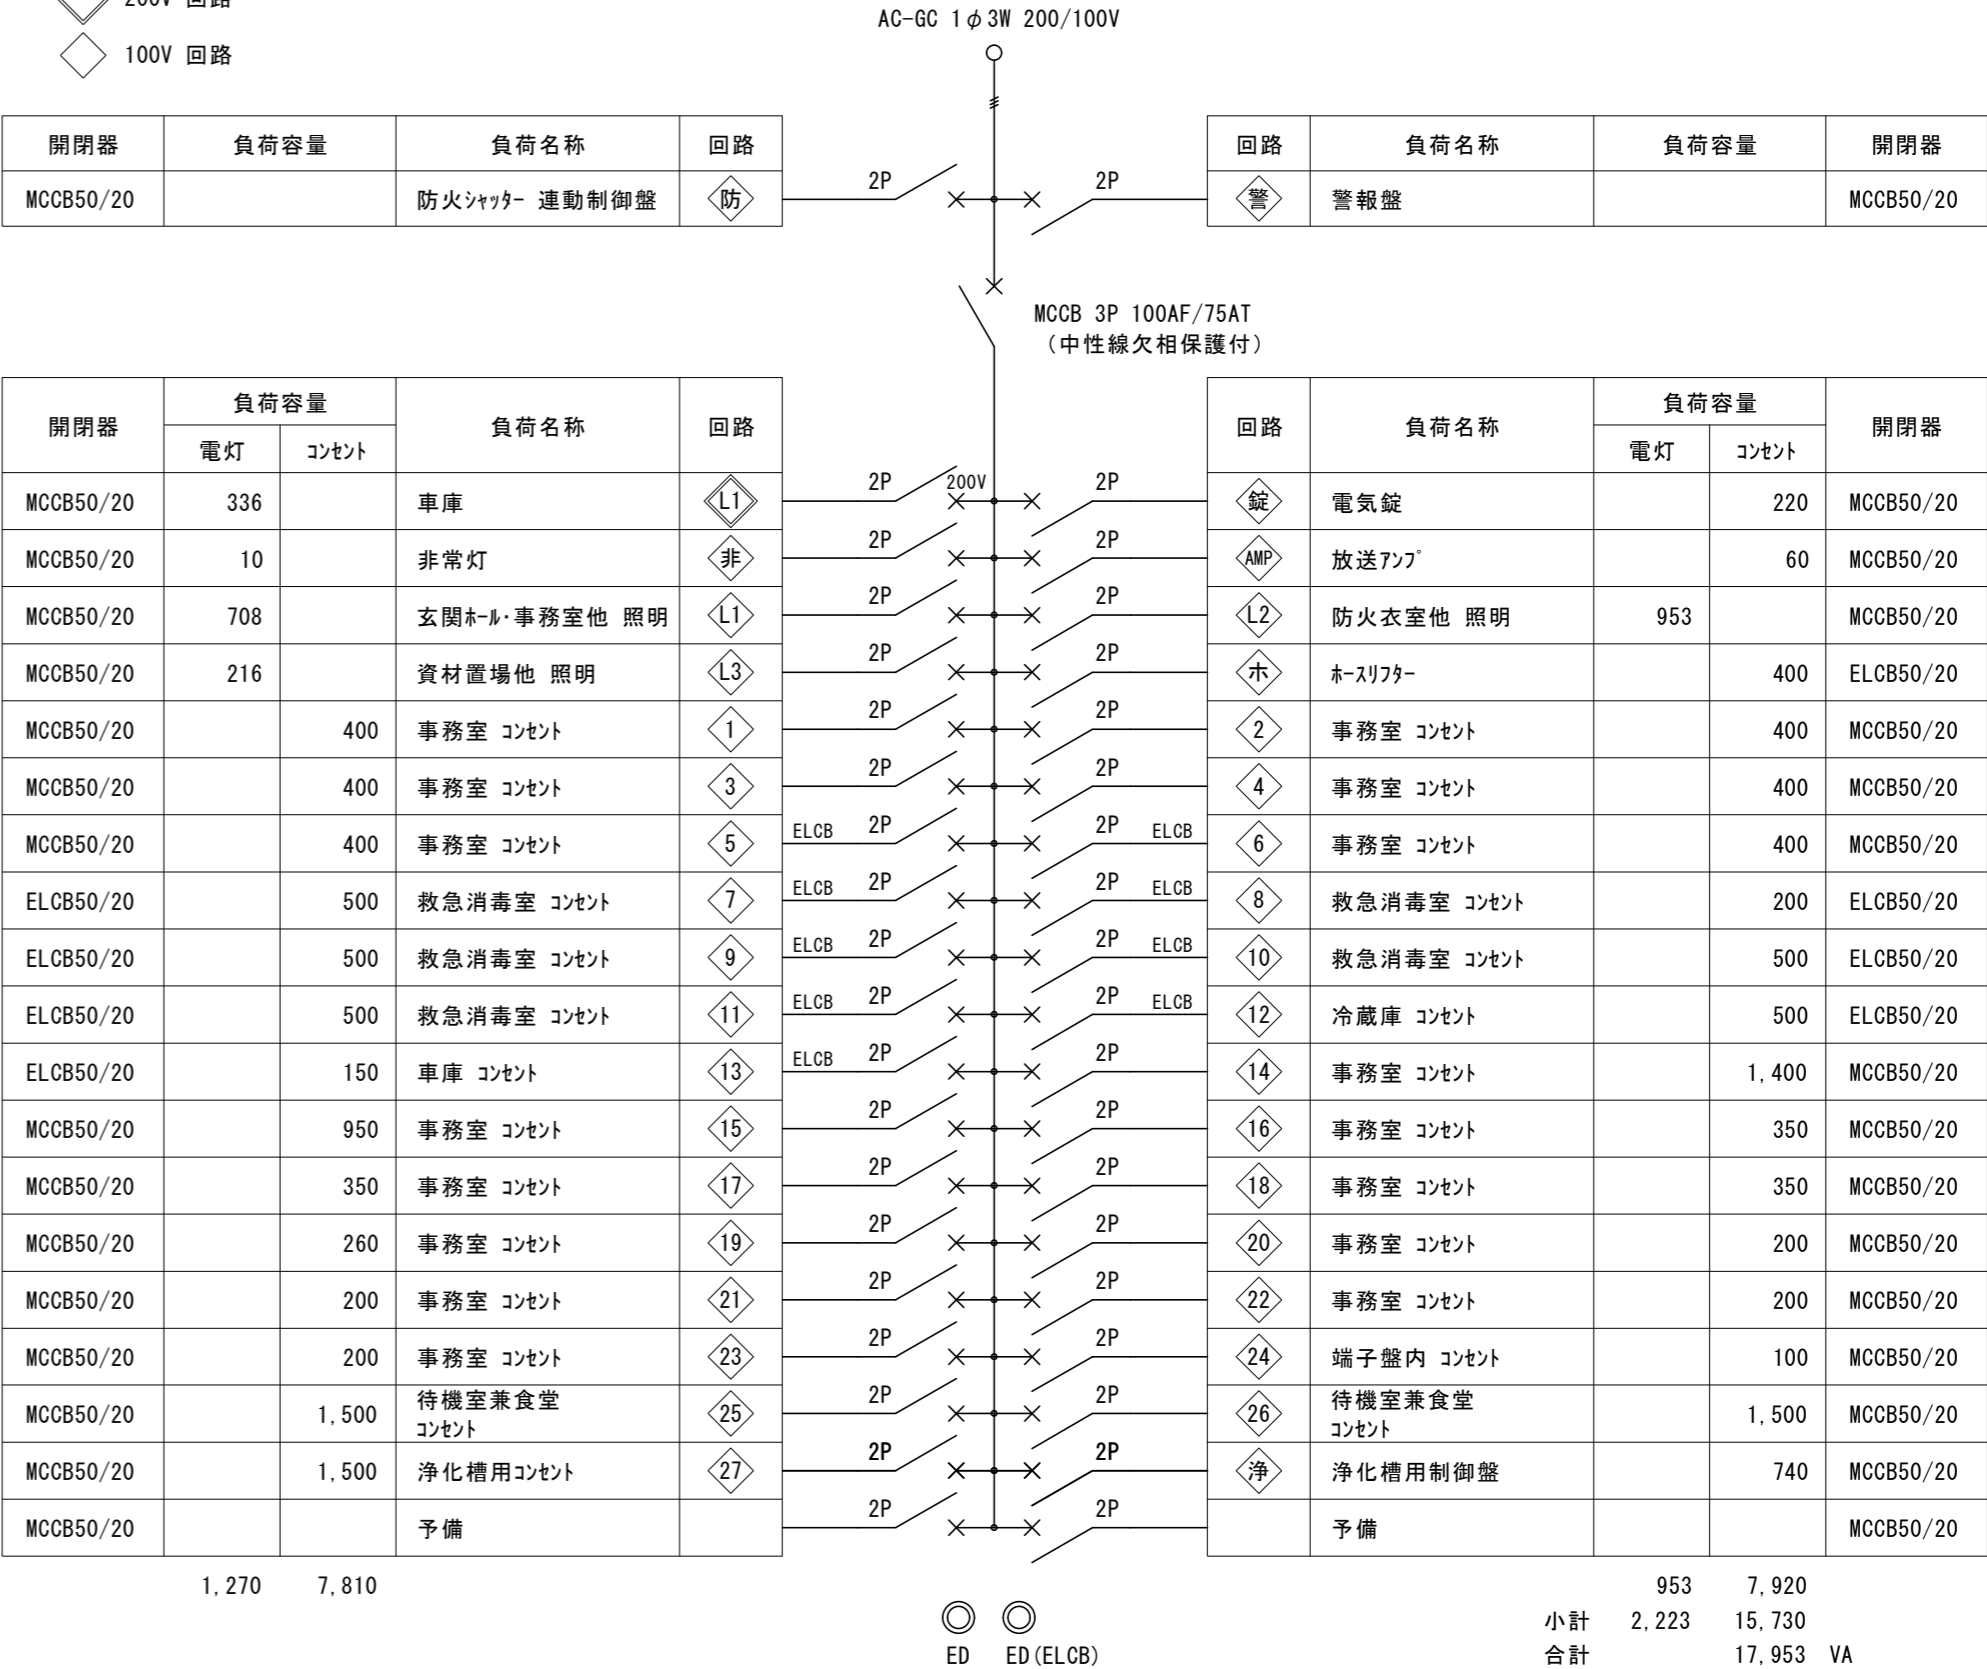 200V 回路
100V 回路
AC-GC 1φ3W 200/100V
開閉器 負荷容量 負荷名称 回路
MCCB50/20 防火シャッター 連動制御盤 防
2P 2P
回路 負荷名称 負荷容量 開閉器
警 警報盤 MCCB50/20
MCCB 3P 100AF/75AT
（中性線欠相保護付）
開閉器 負荷容量 負荷名称 回路
電灯 コンセント
MCCB50/20 336 車庫 L1 2P 200V
MCCB50/20 10 非常灯 非 2P
MCCB50/20 708 玄関ホール・事務室他 照明 L1 2P
MCCB50/20 216 資材置場他 照明 L3 2P
MCCB50/20 400 事務室 コンセント 1 2P
MCCB50/20 400 事務室 コンセント 3 2P
MCCB50/20 400 事務室 コンセント 5 ELCB 2P
ELCB50/20 500 救急消毒室 コンセント 7 ELCB 2P
ELCB50/20 500 救急消毒室 コンセント 9 ELCB 2P
ELCB50/20 500 救急消毒室 コンセント 11 ELCB 2P
ELCB50/20 150 車庫 コンセント 13 ELCB 2P
MCCB50/20 950 事務室 コンセント 15 2P
MCCB50/20 350 事務室 コンセント 17 2P
MCCB50/20 260 事務室 コンセント 19 2P
MCCB50/20 200 事務室 コンセント 21 2P
MCCB50/20 200 事務室 コンセント 23 2P
MCCB50/20 1,500 待機室兼食堂 25 2P
コンセント
MCCB50/20 1,500 浄化槽用コンセント 27 2P
MCCB50/20 予備 2P
1,270 7,810
回路 負荷名称 負荷容量 開閉器
電灯 コンセント
2P 錠 電気錠 220 MCCB50/20
2P AMP 放送アンプ 60 MCCB50/20
2P L2 防火衣室他 照明 953 MCCB50/20
2P ホ ホースリフター 400 ELCB50/20
2P 2 事務室 コンセント 400 MCCB50/20
2P 4 事務室 コンセント 400 MCCB50/20
2P ELCB 6 事務室 コンセント 400 MCCB50/20
2P ELCB 8 救急消毒室 コンセント 200 ELCB50/20
2P ELCB 10 救急消毒室 コンセント 500 ELCB50/20
2P ELCB 12 冷蔵庫 コンセント 500 ELCB50/20
2P 14 事務室 コンセント 1,400 MCCB50/20
2P 16 事務室 コンセント 350 MCCB50/20
2P 18 事務室 コンセント 350 MCCB50/20
2P 20 事務室 コンセント 200 MCCB50/20
2P 22 事務室 コンセント 200 MCCB50/20
2P 24 端子盤内 コンセント 100 MCCB50/20
2P 26 待機室兼食堂 1,500 MCCB50/20
コンセント
2P 浄 浄化槽用制御盤 740 MCCB50/20
2P 予備 MCCB50/20
953 7,920
小計 2,223 15,730
合計 17,953 VA
ED ED(ELCB)